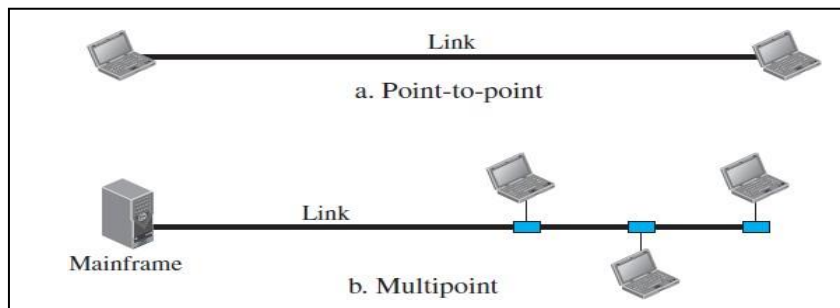 Link
a. Point-to-point
Link
Mainframe
b. Multipoint